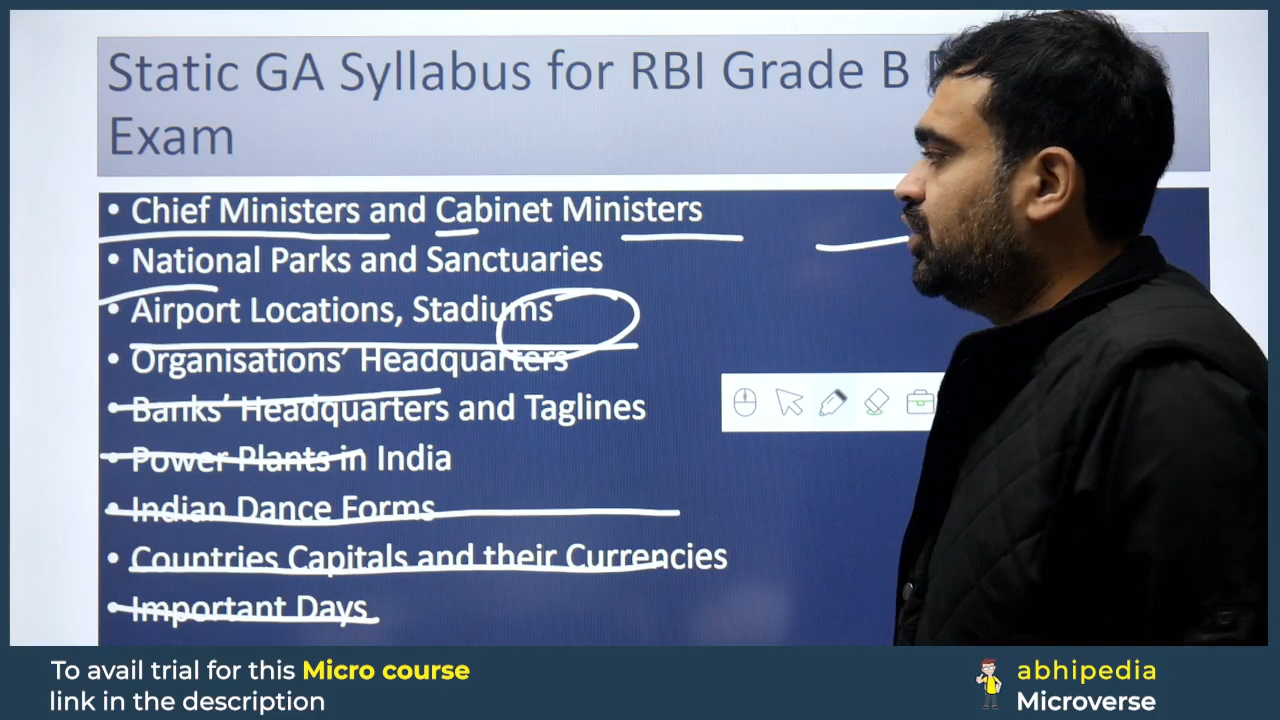 Static GA Syllabus for RBI Grade B
Exam
• Chief Ministers and Cabinet Ministers
• National Parks and Sanctuaries
• Airport Locations, Stadiums
• Organisations’ Headquarters
• Banks’ Headquarters and Taglines
• Power Plants in India
• Indian Dance Forms
• Countries Capitals and their Currencies
• Important Days
To avail trial for this Micro course
link in the description
abhipedia
Microverse